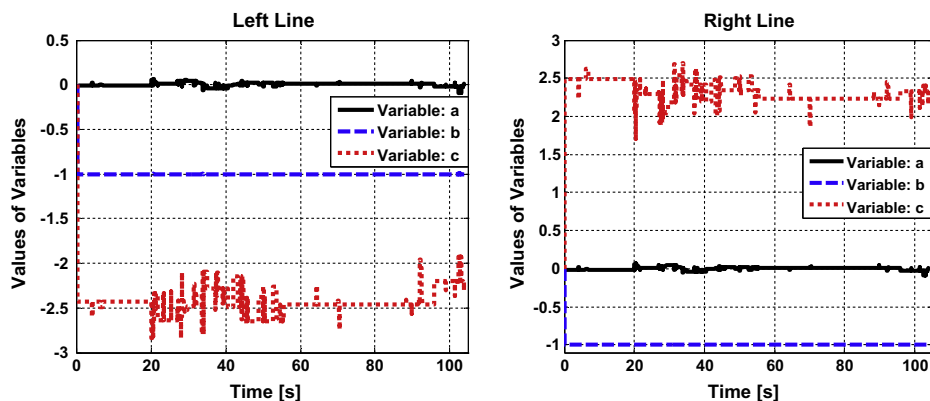 Left Line
Values of Variables
0.5
0
-0.5
-1
-1.5
-2
-2.5
-3
Variable: a
Variable: b
Variable: c
0 20 40 60 80 100
Time [s]
Right Line
Values of Variables
3
2.5
2
1.5
1
0.5
0
-0.5
-1
Variable: a
Variable: b
Variable: c
0 20 40 60 80 100
Time [s]